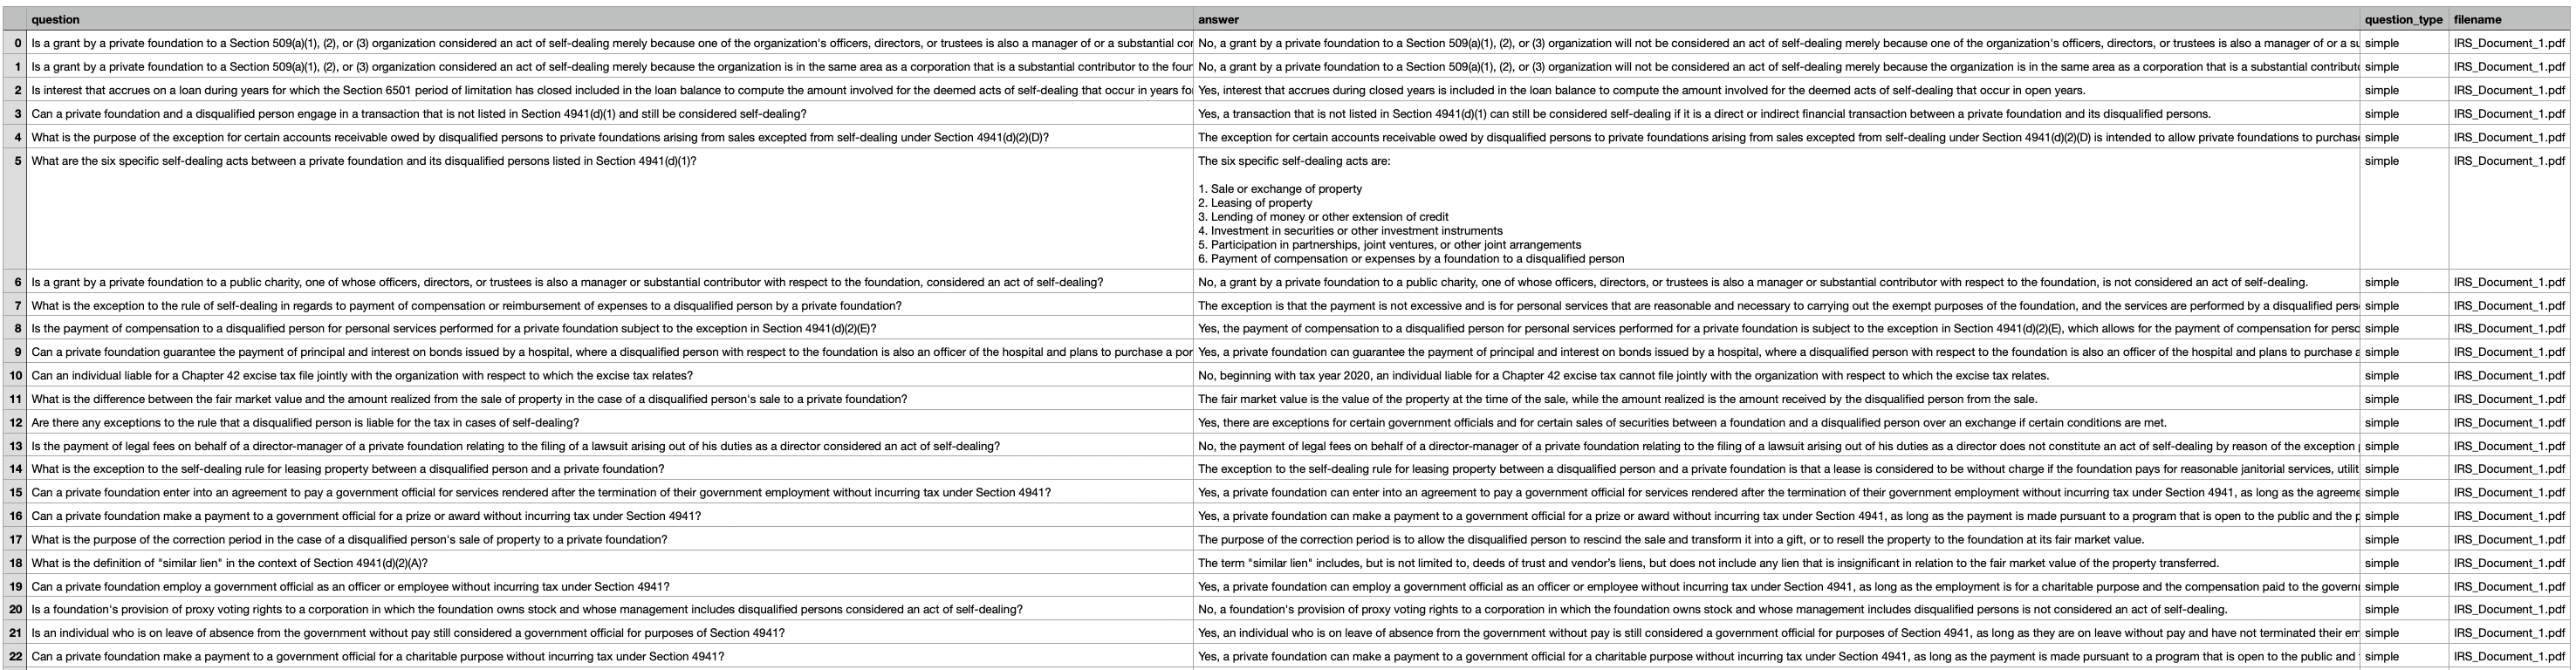 question answer question_type filename
0 Is a grant by a private foundation to a Section 509(a)(1), (2), or (3) organization considered an act of self-dealing merely because one of the organization's officers, directors, or trustees is also a manager of or a substantial cor No, a grant by a private foundation to a Section 509(a)(1), (2), or (3) organization will not be considered an act of self-dealing merely because one of the organization's officers, directors, or trustees is also a manager of or a su simple IRS_Document_1.pdf
1 Is a grant by a private foundation to a Section 509(a)(1), (2), or (3) organization considered an act of self-dealing merely because the organization is in the same area as a corporation that is a substantial contributor to the four No, a grant by a private foundation to a Section 509(a)(1), (2), or (3) organization will not be considered an act of self-dealing merely because the organization is in the same area as a corporation that is a substantial contributo simple IRS_Document_1.pdf
2 Is interest that accrues on a loan during years for which the Section 6501 period of limitation has closed included in the loan balance to compute the amount involved for the deemed acts of self-dealing that occur in years fo Yes, interest that accrues during closed years is included in the loan balance to compute the amount involved for the deemed acts of self-dealing that occur in open years. simple IRS_Document_1.pdf
3 Can a private foundation and a disqualified person engage in a transaction that is not listed in Section 4941(d)(1) and still be considered self-dealing? Yes, a transaction that is not listed in Section 4941(d)(1) can still be considered self-dealing if it is a direct or indirect financial transaction between a private foundation and its disqualified persons. simple IRS_Document_1.pdf
4 What is the purpose of the exception for certain accounts receivable owed by disqualified persons to private foundations arising from sales excepted from self-dealing under Section 4941(d)(2)(D)? The exception for certain accounts receivable owed by disqualified persons to private foundations arising from sales excepted from self-dealing under Section 4941(d)(2)(D) is intended to allow private foundations to purchase simple IRS_Document_1.pdf
5 What are the six specific self-dealing acts between a private foundation and its disqualified persons listed in Section 4941(d)(1)? The six specific self-dealing acts are: simple IRS_Document_1.pdf
1. Sale or exchange of property
2. Leasing of property
3. Lending of money or other extension of credit
4. Investment in securities or other investment instruments
5. Participation in partnerships, joint ventures, or other joint arrangements
6. Payment of compensation or expenses by a foundation to a disqualified person
6 Is a grant by a private foundation to a public charity, one of whose officers, directors, or trustees is also a manager or substantial contributor with respect to the foundation, considered an act of self-dealing? No, a grant by a private foundation to a public charity, one of whose officers, directors, or trustees is also a manager or substantial contributor with respect to the foundation, is not considered an act of self-dealing. simple IRS_Document_1.pdf
7 What is the exception to the rule of self-dealing in regards to payment of compensation or reimbursement of expenses to a disqualified person by a private foundation? The exception is that the payment is not excessive and is for personal services that are reasonable and necessary to carrying out the exempt purposes of the foundation, and the services are performed by a disqualified pers simple IRS_Document_1.pdf
8 Is the payment of compensation to a disqualified person for personal services performed for a private foundation subject to the exception in Section 4941(d)(2)(E)? Yes, the payment of compensation to a disqualified person for personal services performed for a private foundation is subject to the exception in Section 4941(d)(2)(E), which allows for the payment of compensation for perso simple IRS_Document_1.pdf
9 Can a private foundation guarantee the payment of principal and interest on bonds issued by a hospital, where a disqualified person with respect to the foundation is also an officer of the hospital and plans to purchase a por Yes, a private foundation can guarantee the payment of principal and interest on bonds issued by a hospital, where a disqualified person with respect to the foundation is also an officer of the hospital and plans to purchase a simple IRS_Document_1.pdf
10 Can an individual liable for a Chapter 42 excise tax file jointly with the organization with respect to which the excise tax relates? No, beginning with tax year 2020, an individual liable for a Chapter 42 excise tax cannot file jointly with the organization with respect to which the excise tax relates. simple IRS_Document_1.pdf
11 What is the difference between the fair market value and the amount realized from the sale of property in the case of a disqualified person's sale to a private foundation? The fair market value is the value of the property at the time of the sale, while the amount realized is the amount received by the disqualified person from the sale. simple IRS_Document_1.pdf
12 Are there any exceptions to the rule that a disqualified person is liable for the tax in cases of self-dealing? Yes, there are exceptions for certain government officials and for certain sales of securities between a foundation and a disqualified person over an exchange if certain conditions are met. simple IRS_Document_1.pdf
13 Is the payment of legal fees on behalf of a director-manager of a private foundation relating to the filing of a lawsuit arising out of his duties as a director considered an act of self-dealing? No, the payment of legal fees on behalf of a director-manager of a private foundation relating to the filing of a lawsuit arising out of his duties as a director does not constitute an act of self-dealing by reason of the exception simple IRS_Document_1.pdf
14 What is the exception to the self-dealing rule for leasing property between a disqualified person and a private foundation? The exception to the self-dealing rule for leasing property between a disqualified person and a private foundation is that a lease is considered to be without charge if the foundation pays for reasonable janitorial services, utilit simple IRS_Document_1.pdf
15 Can a private foundation enter into an agreement to pay a government official for services rendered after the termination of their government employment without incurring tax under Section 4941? Yes, a private foundation can enter into an agreement to pay a government official for services rendered after the termination of their government employment without incurring tax under Section 4941, as long as the agreeme simple IRS_Document_1.pdf
16 Can a private foundation make a payment to a government official for a prize or award without incurring tax under Section 4941? Yes, a private foundation can make a payment to a government official for a prize or award without incurring tax under Section 4941, as long as the payment is made pursuant to a program that is open to the public and the p simple IRS_Document_1.pdf
17 What is the purpose of the correction period in the case of a disqualified person's sale of property to a private foundation? The purpose of the correction period is to allow the disqualified person to rescind the sale and transform it into a gift, or to resell the property to the foundation at its fair market value. simple IRS_Document_1.pdf
18 What is the definition of "similar lien" in the context of Section 4941(d)(2)(A)? The term "similar lien" includes, but is not limited to, deeds of trust and vendor's liens, but does not include any lien that is insignificant in relation to the fair market value of the property transferred. simple IRS_Document_1.pdf
19 Can a private foundation employ a government official as an officer or employee without incurring tax under Section 4941? Yes, a private foundation can employ a government official as an officer or employee without incurring tax under Section 4941, as long as the employment is for a charitable purpose and the compensation paid to the govern simple IRS_Document_1.pdf
20 Is a foundation's provision of proxy voting rights to a corporation in which the foundation owns stock and whose management includes disqualified persons considered an act of self-dealing? No, a foundation's provision of proxy voting rights to a corporation in which the foundation owns stock and whose management includes disqualified persons is not considered an act of self-dealing. simple IRS_Document_1.pdf
21 Is an individual who is on leave of absence from the government without pay still considered a government official for purposes of Section 4941? Yes, an individual who is on leave of absence from the government without pay is still considered a government official for purposes of Section 4941, as long as they are on leave without pay and have not terminated their em simple IRS_Document_1.pdf
22 Can a private foundation make a payment to a government official for a charitable purpose without incurring tax under Section 4941? Yes, a private foundation can make a payment to a government official for a charitable purpose without incurring tax under Section 4941, as long as the payment is made pursuant to a program that is open to the public and simple IRS_Document_1.pdf